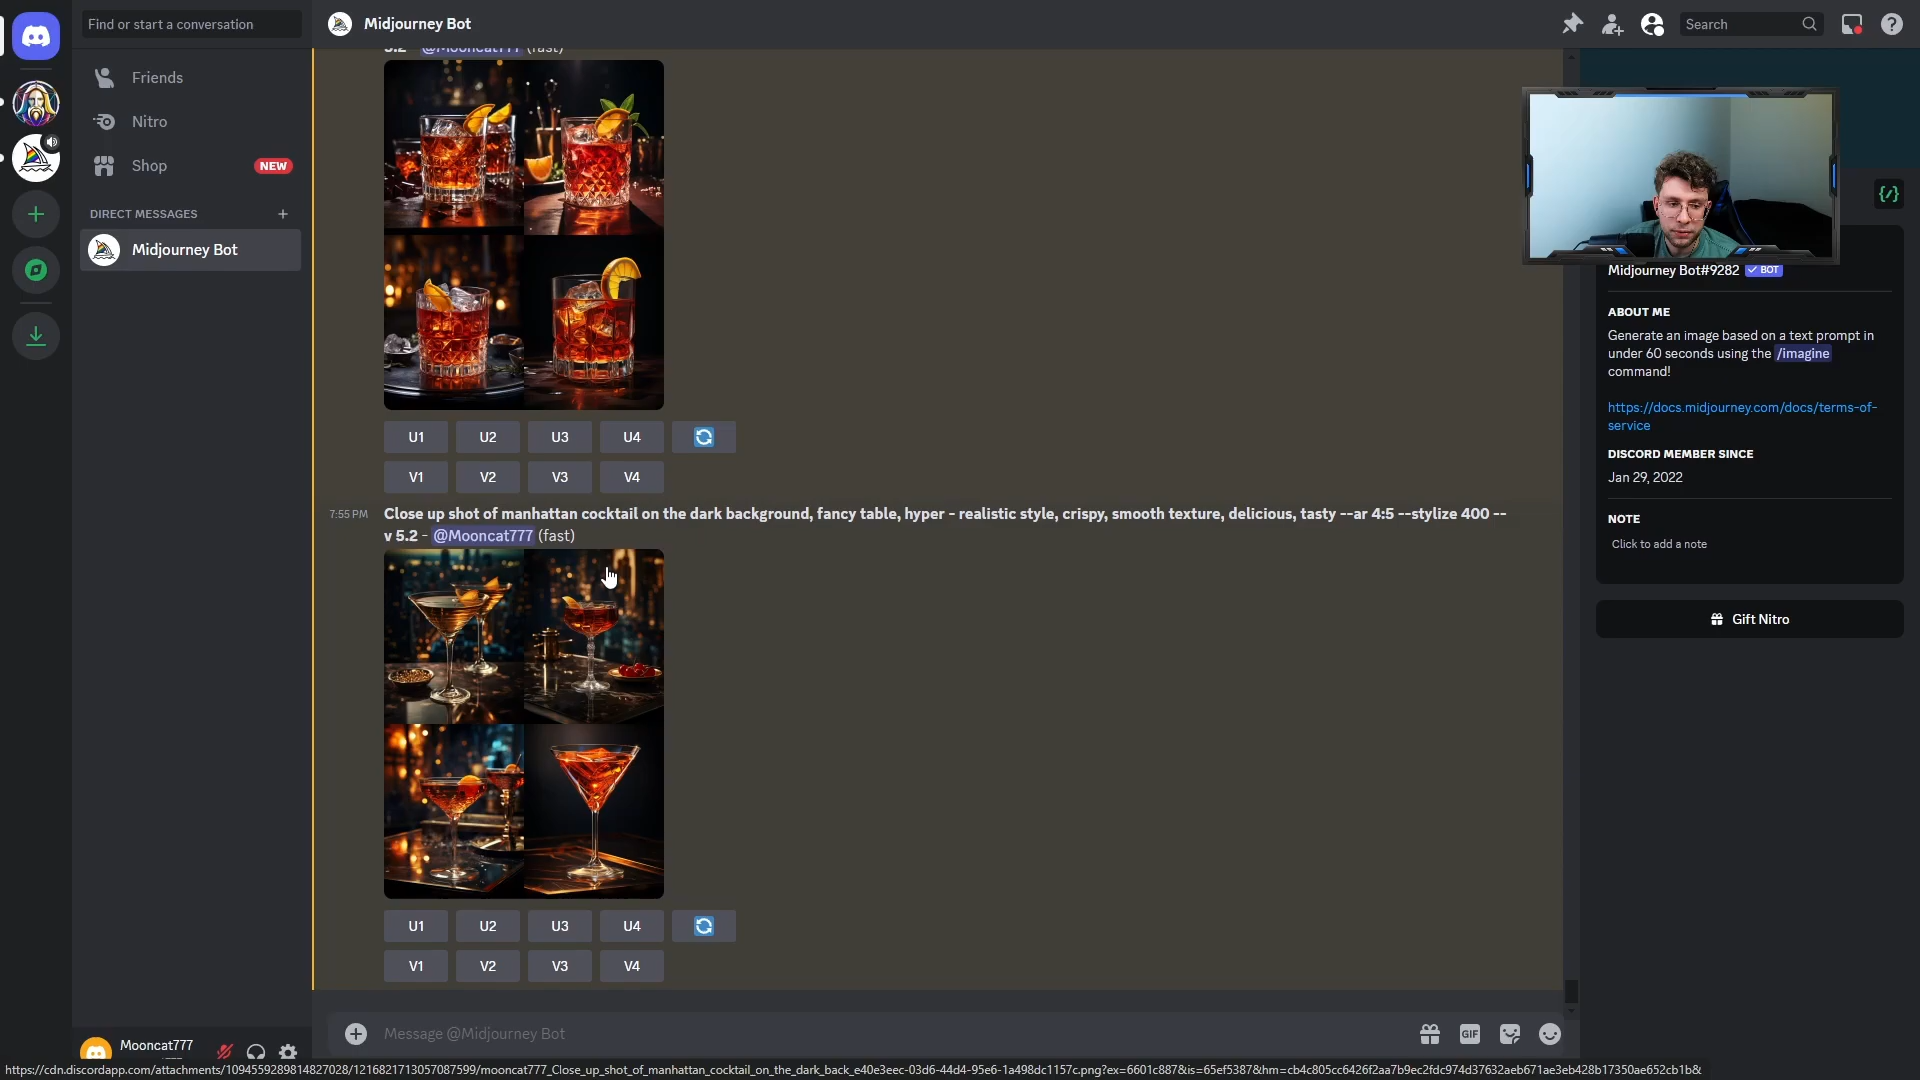 Find or start a conversation
Midjourney Bot
Search
Friends
Nitro
Shop
NEW
DIRECT MESSAGES
Midjourney Bot
5.2 - @Mooncat777 (fast)
U1 U2 U3 U4
V1 V2 V3 V4
7:55 PM
Close up shot of manhattan cocktail on the dark background, fancy table, hyper - realistic style, crispy, smooth texture, delicious, tasty --ar 4:5 --stylize 400 --
v 5.2 - @Mooncat777 (fast)
U1 U2 U3 U4
V1 V2 V3 V4
Message @Midjourney Bot
GIF
Midjourney Bot#9282
BOT
ABOUT ME
Generate an image based on a text prompt in
under 60 seconds using the /imagine
command!
https://docs.midjourney.com/docs/terms-of-
service
DISCORD MEMBER SINCE
Jan 29, 2022
NOTE
Click to add a note
Gift Nitro
Mooncat777
https://cdn.discordapp.com/attachments/1094559289814827028/1216821713057087599/mooncat777_Close_up_shot_of_manhattan_cocktail_on_the_dark_back_e40e3eec-03d6-44d4-95e6-1a498dc1157c.png?ex=6601c887&is=65ef5387&hm=cb4c805cc6426f2aa7b9ec2fdc974d37632aeb671ae3eb428b17350ae652cb1b&